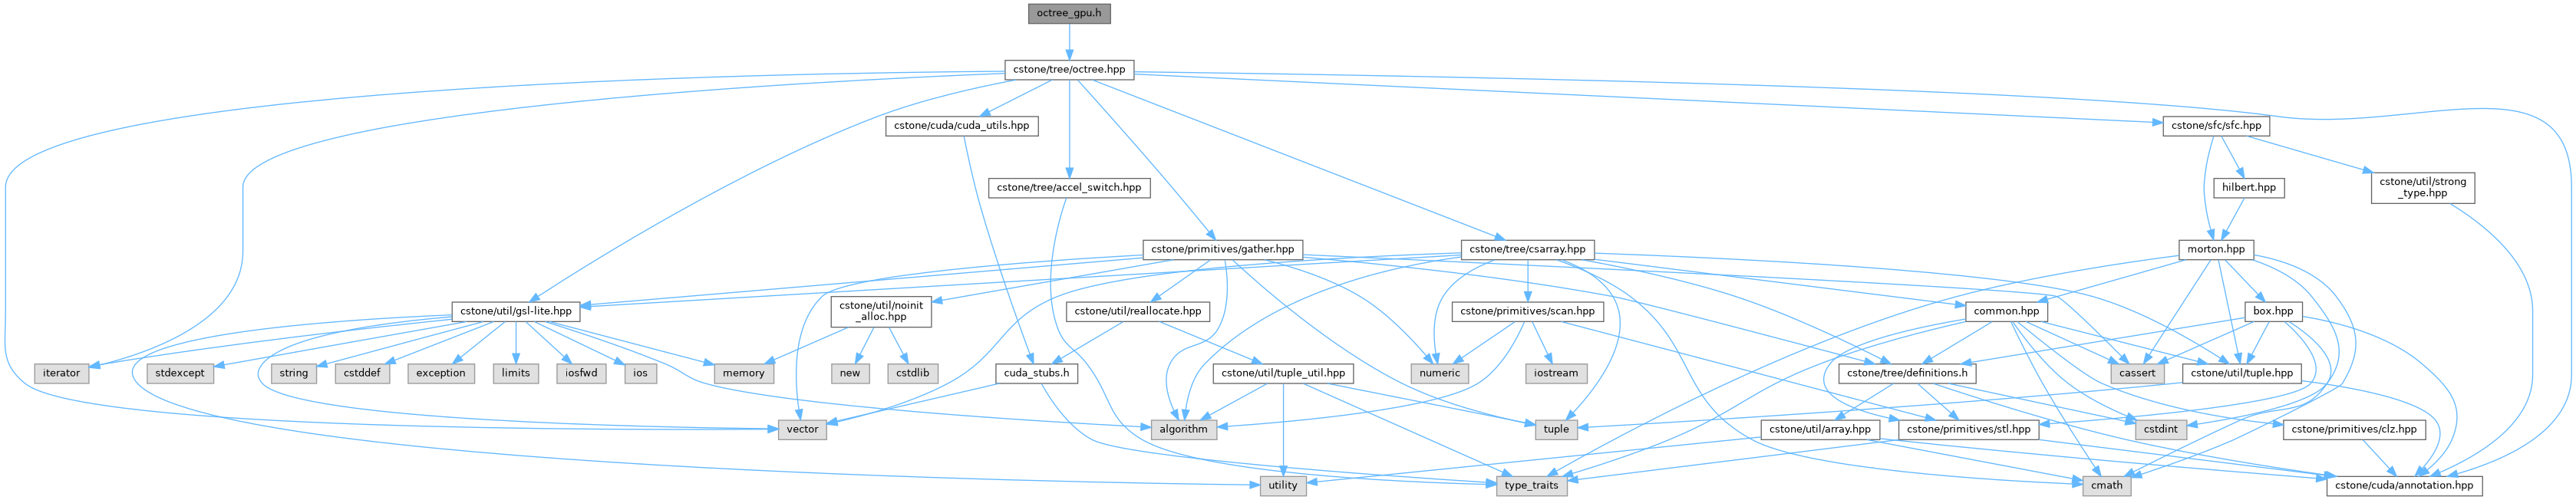 octree_gpu.h
cstone/tree/octree.hpp
cstone/cuda/cuda_utils.hpp
cstone/sfc/sfc.hpp
cstone/tree/accel_switch.hpp
hilbert.hpp
cstone/util/strong
_type.hpp
cstone/primitives/gather.hpp
cstone/tree/csarray.hpp
morton.hpp
cstone/util/gsl-lite.hpp
cstone/util/noinit
_alloc.hpp
cstone/util/reallocate.hpp
cstone/primitives/scan.hpp
common.hpp
box.hpp
iterator
stdexcept
string
cstddef
exception
limits
iosfwd
ios
memory
new
cstdlib
cuda_stubs.h
cstone/util/tuple_util.hpp
numeric
iostream
cstone/tree/definitions.h
cassert
cstone/util/tuple.hpp
vector
algorithm
tuple
cstone/util/array.hpp
cstone/primitives/stl.hpp
cstdint
cstone/primitives/clz.hpp
utility
type_traits
cmath
cstone/cuda/annotation.hpp